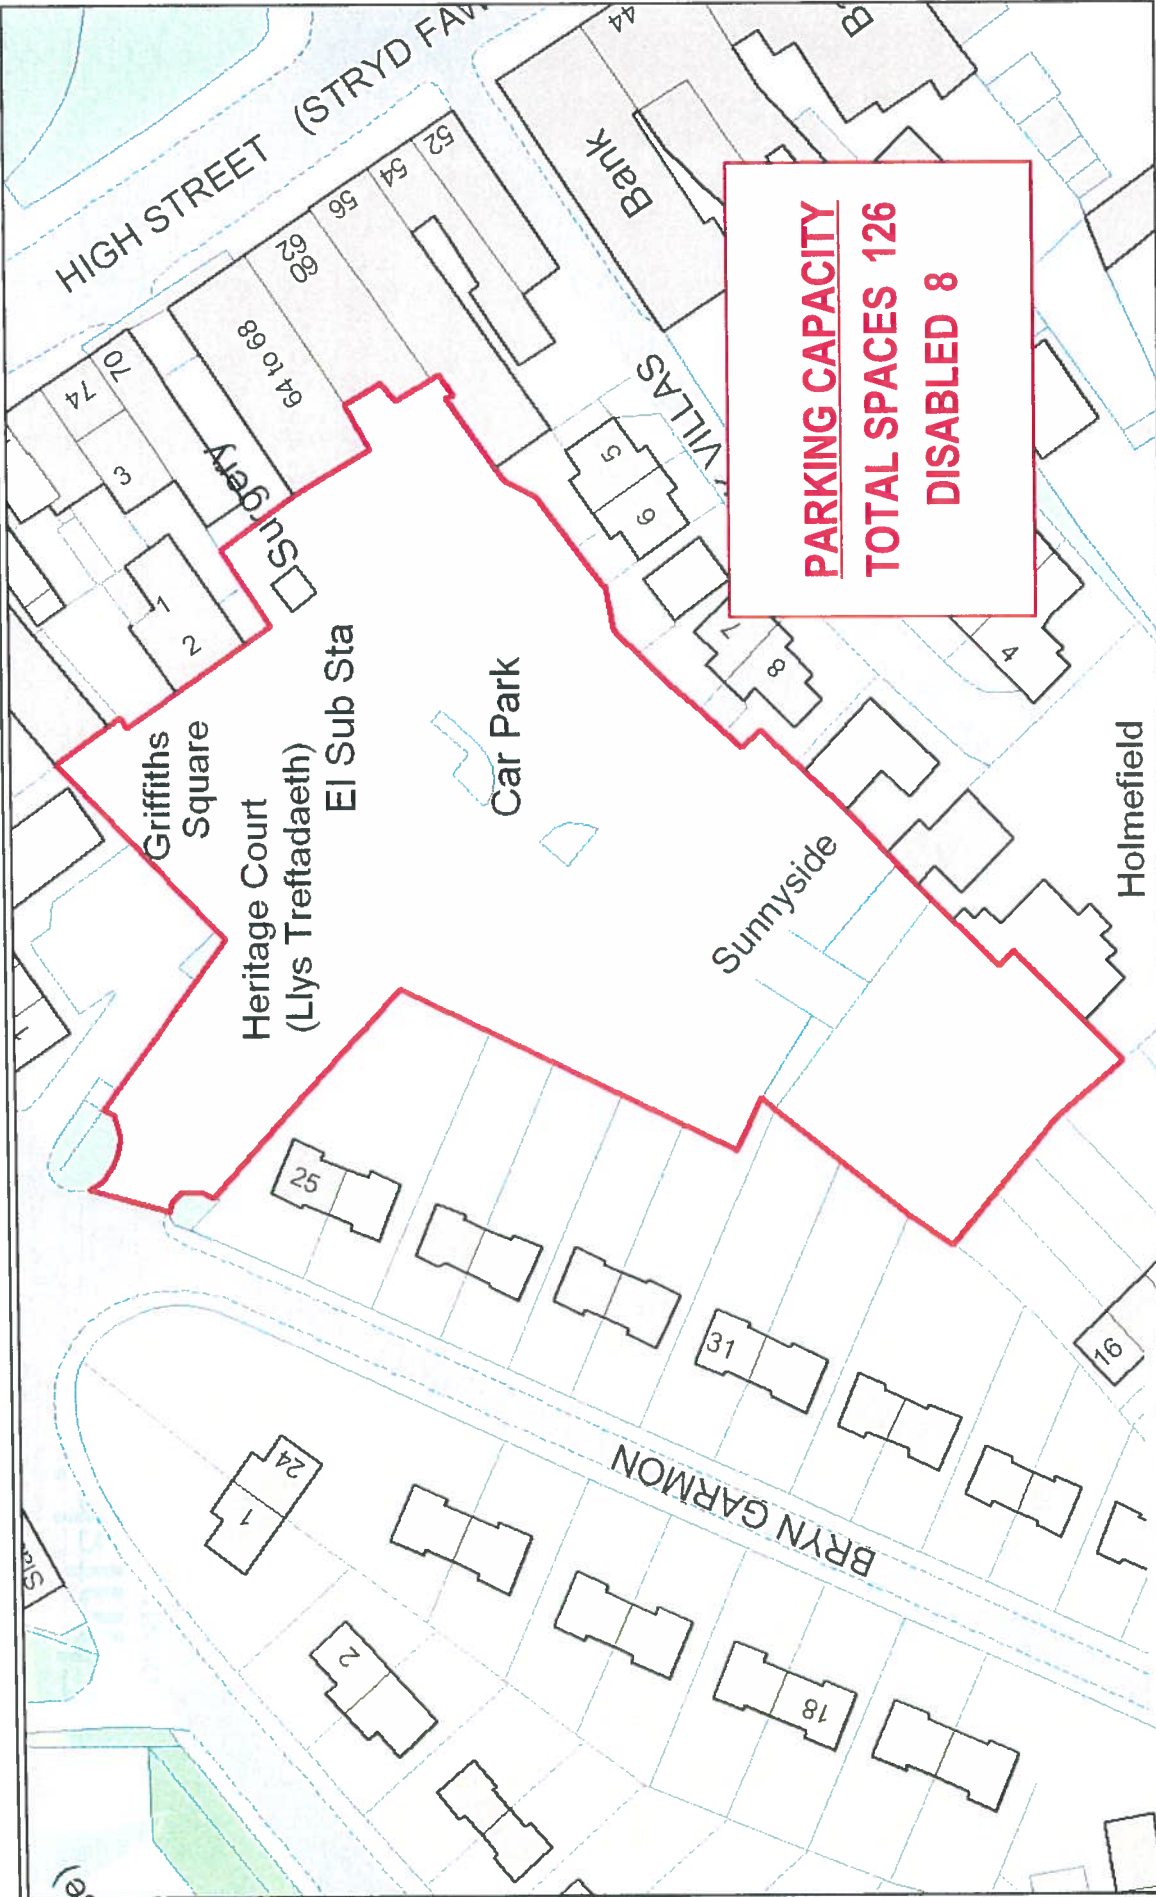 HIGH STREET (STRYD FAW
44
52
54
56
60
62
64 to 68
70
74
3
1
2
Surgery
Bank
VILLAS
5
6
7
8
4
Griffiths
Square
Heritage Court
(Llys Treftadaeth)
El Sub Sta
Car Park
Sunnyside
Holmefield
PARKING CAPACITY
TOTAL SPACES 126
DISABLED 8
25
31
16
BRYN GARMON
24
1
2
18